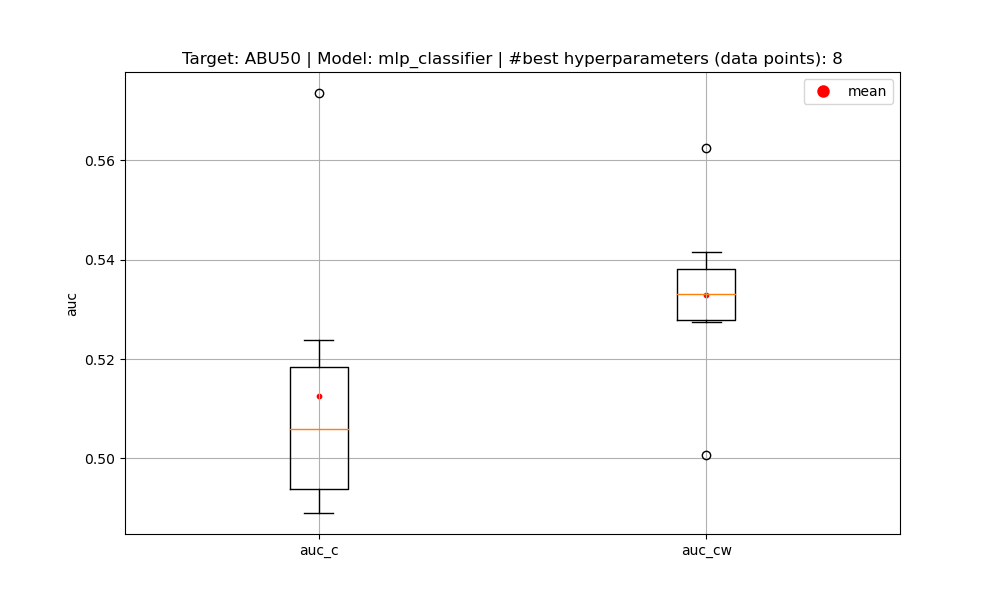 Target: ABU50 | Model: mlp_classifier | #best hyperparameters (data points): 8
mean
0.56
0.54
0.52
0.50
auc
auc_c
auc_cw